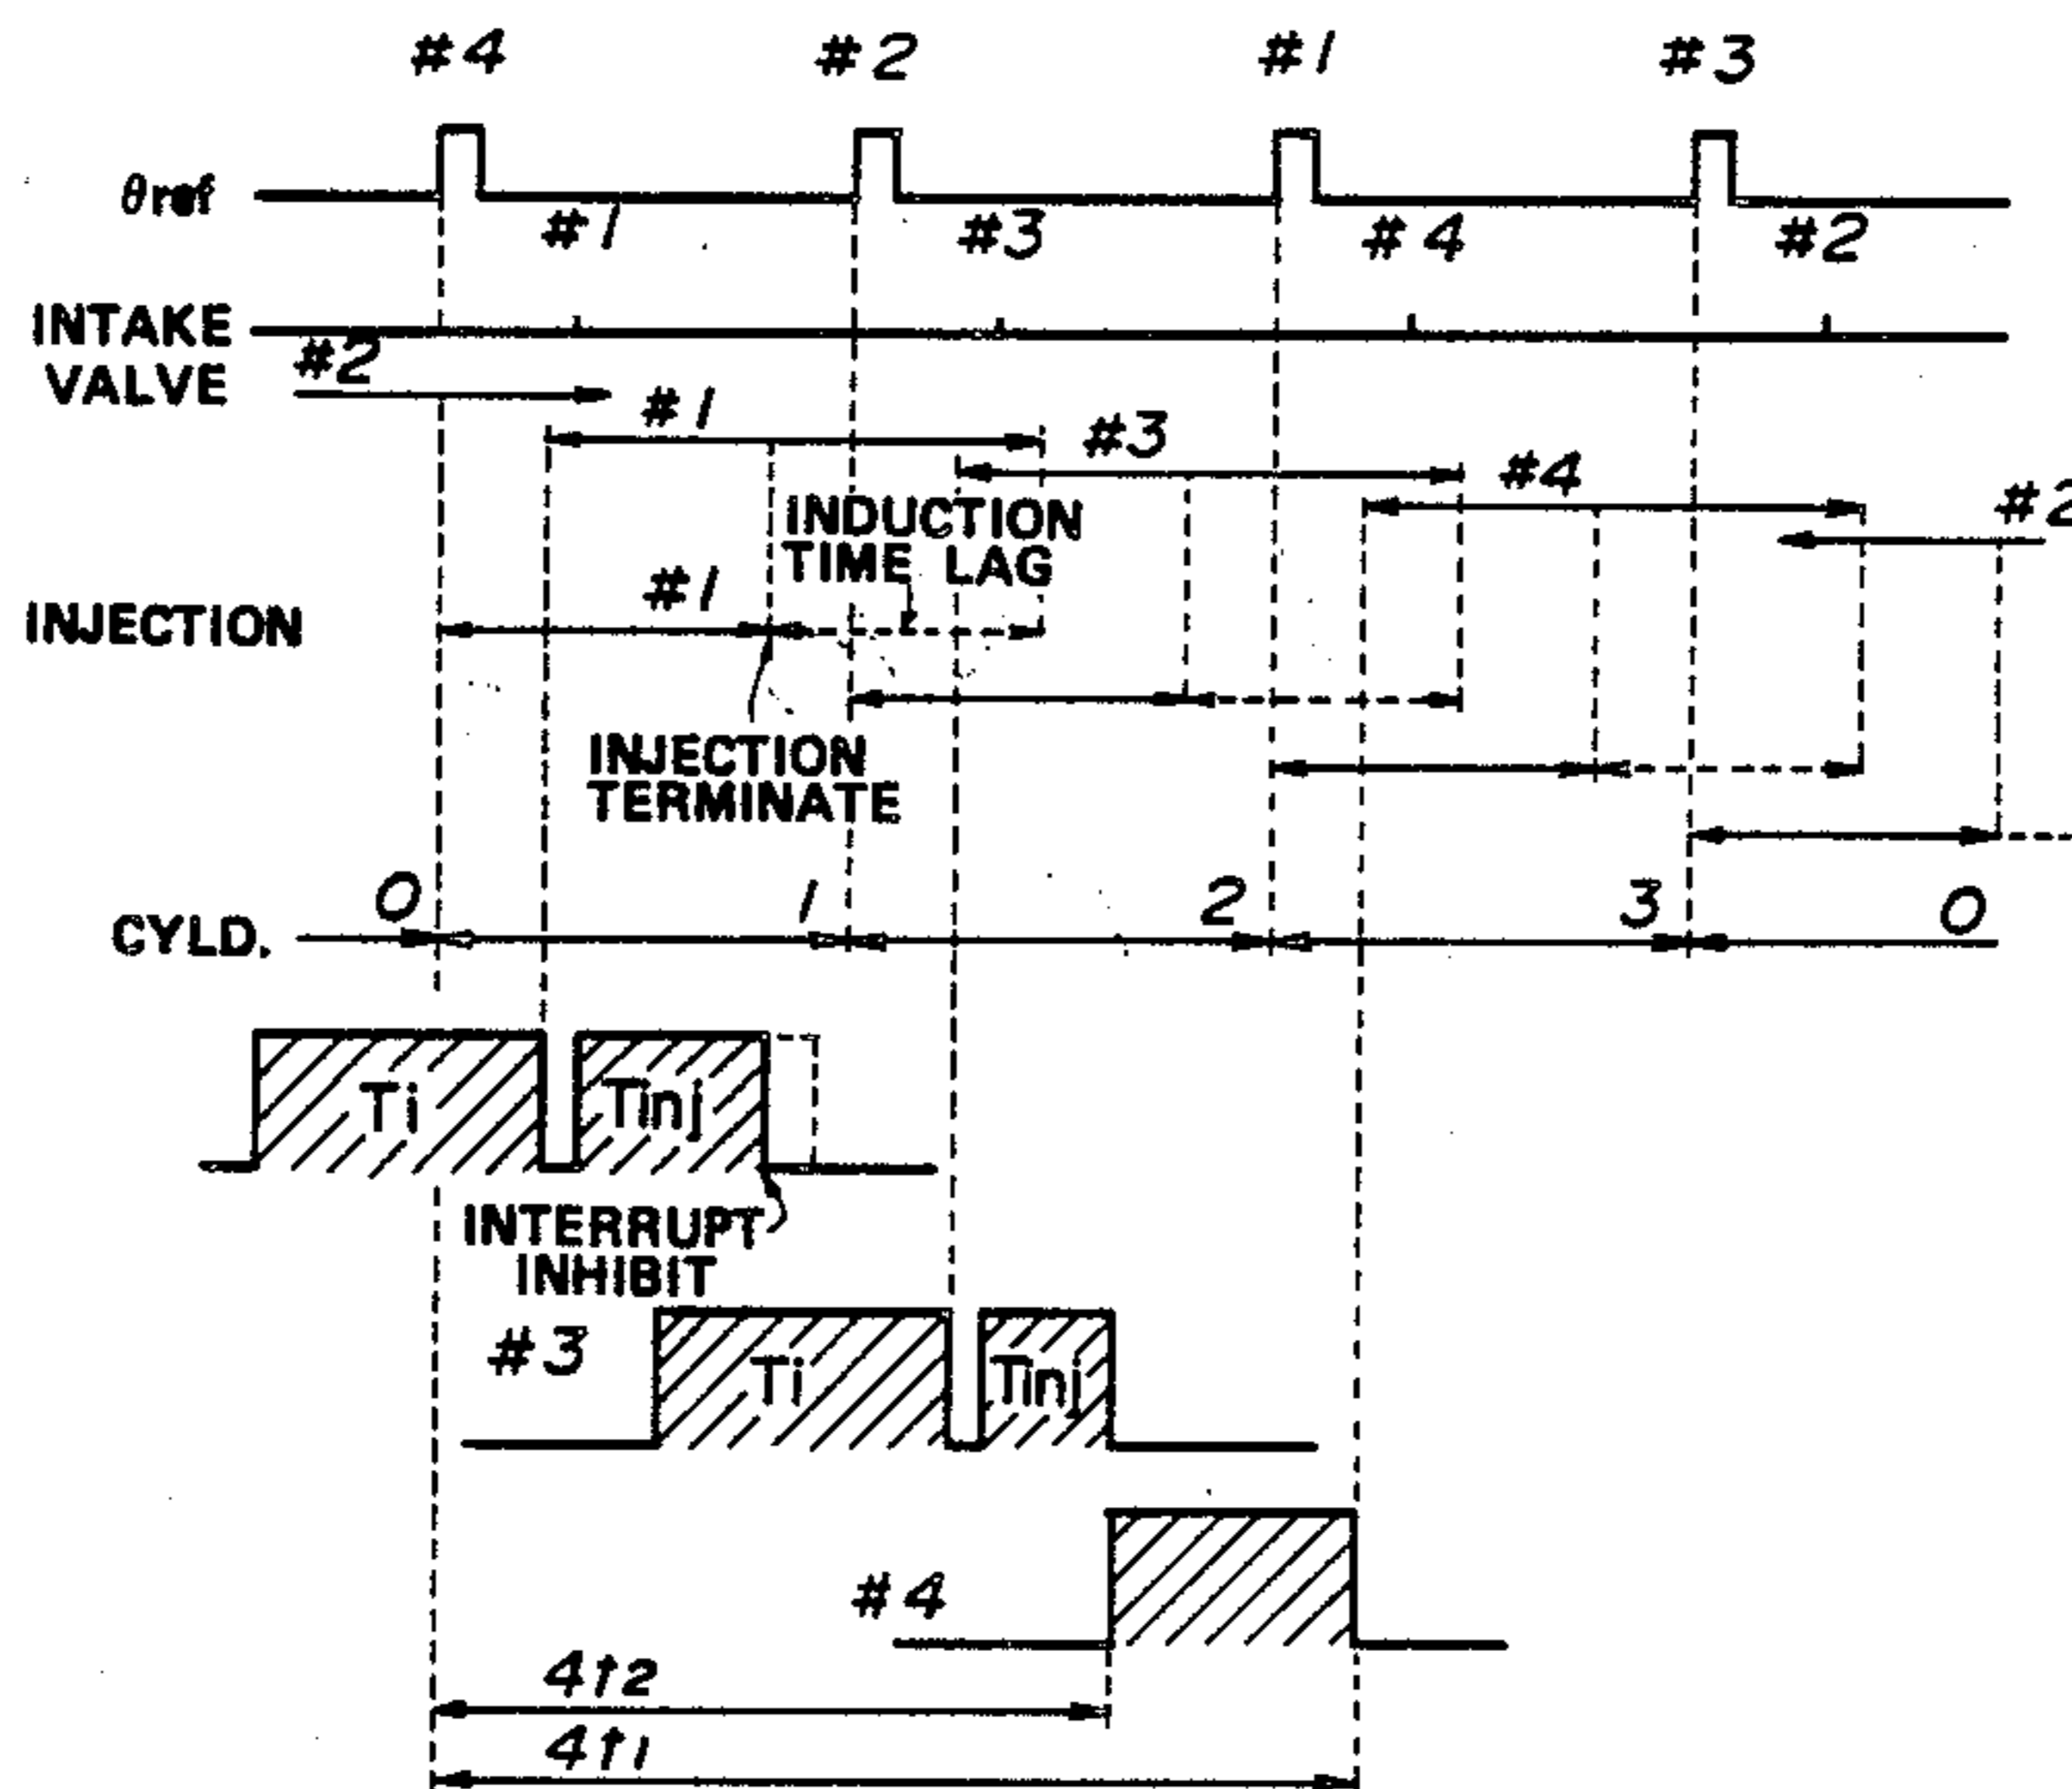 #4 #2 #1 #3
θref
#1 #3 #4 #2
INTAKE
VALVE
#2
#1
#3
#4
#2
INDUCTION
TIME LAG
#1
INJECTION
INJECTION
TERMINATE
0 1 2 3 0
CYLD.
Ti Tinj
INTERRUPT
INHIBIT
#3
Ti Tinj
#4
4t2
4t1